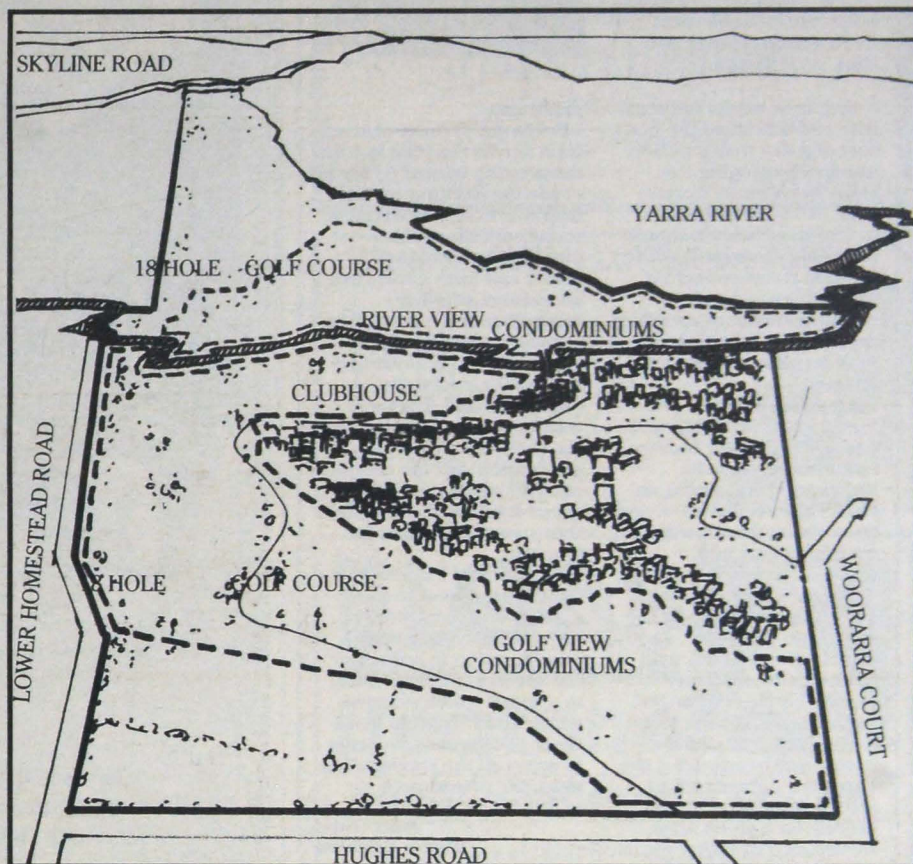 SKYLINE ROAD
YARRA RIVER
18 HOLE GOLF COURSE
RIVER VIEW CONDOMINIUMS
CLUBHOUSE
LOWER HOMESTEAD ROAD
HOLE GOLF COURSE
WOORARRA COURT
GOLF VIEW
CONDOMINIUMS
HUGHES ROAD